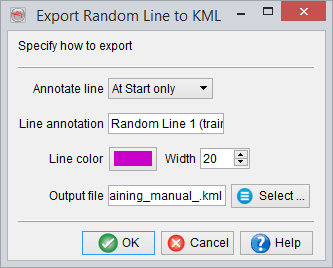 Export Random Line to KML
Specify how to export
Annotate line At Start only
Line annotation Random Line 1 (trair
Line color Width 20
Output file aining_manual_.kml Select ...
OK Cancel Help